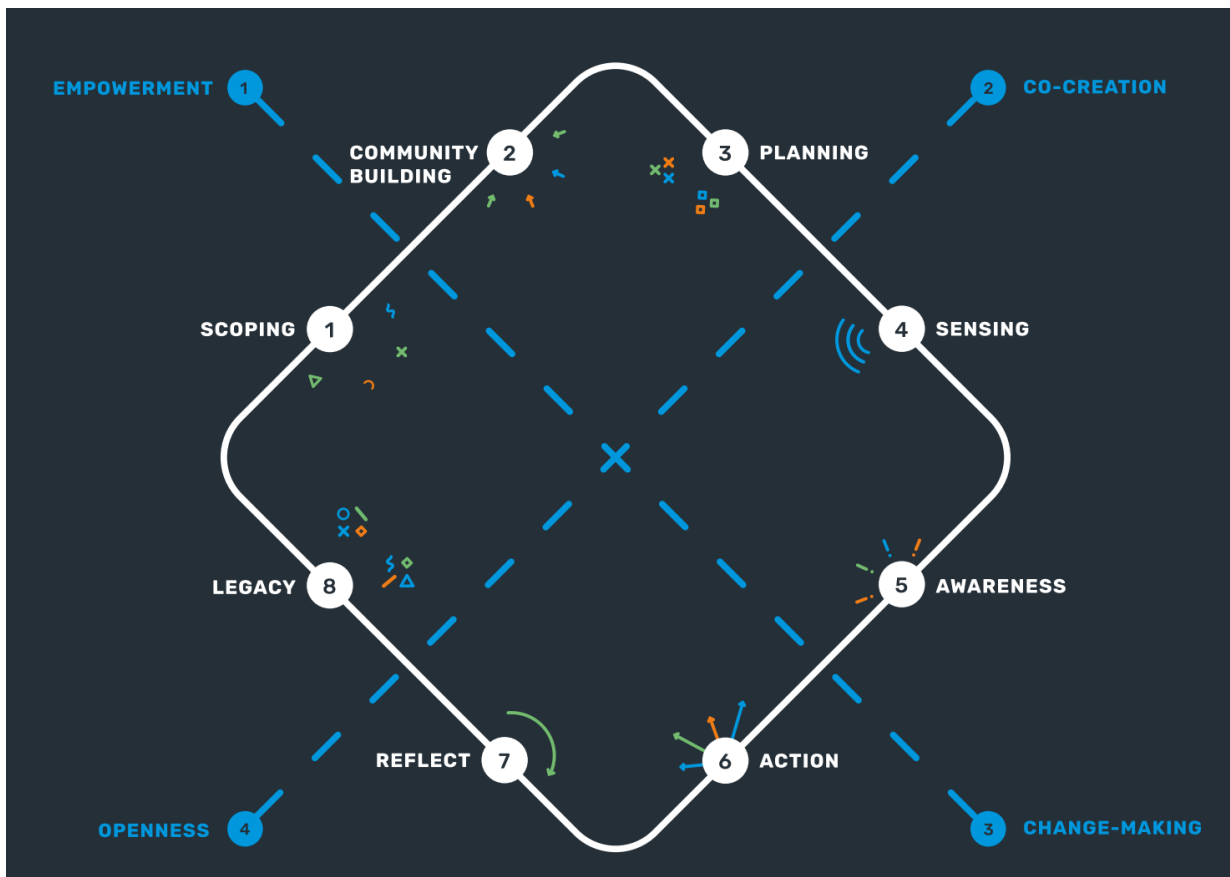 EMPOWERMENT 1
2 CO-CREATION
COMMUNITY
BUILDING 2
3 PLANNING
SCOPING 1
4 SENSING
LEGACY 8
5 AWARENESS
REFLECT 7
6 ACTION
OPENNESS 4
3 CHANGE-MAKING